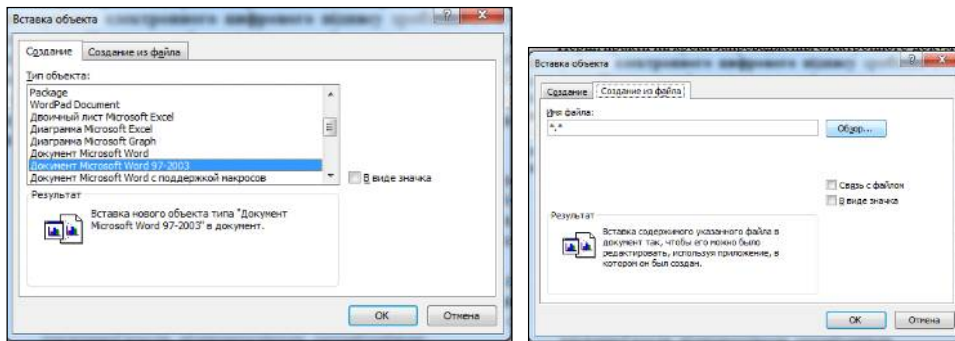 Вставка объекта
Создание
Создание из файла
Тип объекта:
Package
WordPad Document
Двоичный лист Microsoft Excel
Диаграмма Microsoft Excel
Диаграмма Microsoft Graph
Документ Microsoft Word
Документ Microsoft Word 97-2003
Документ Microsoft Word с поддержкой макросов
В виде значка
Результат
Вставка нового объекта типа "Документ
Microsoft Word 97-2003" в документ.
ОК
Отмена
Вставка объекта
Создание
Создание из файла
Имя файла:
*.*
Обзор...
Связь с файлом
В виде значка
Результат
Вставка содержимого указанного файла в
документ так, чтобы его можно было
редактировать, используя приложение, в
котором он был создан.
ОК
Отмена